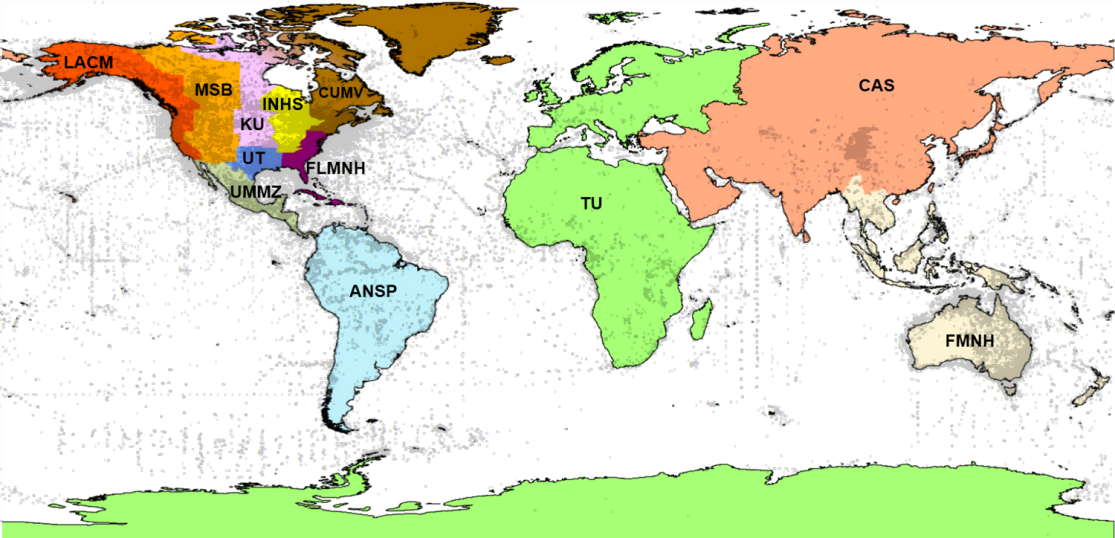 LACM
MSB
CUMV
INHS
KU
UT
FLMNH
UMMZ
ANSP
TU
CAS
FMNH